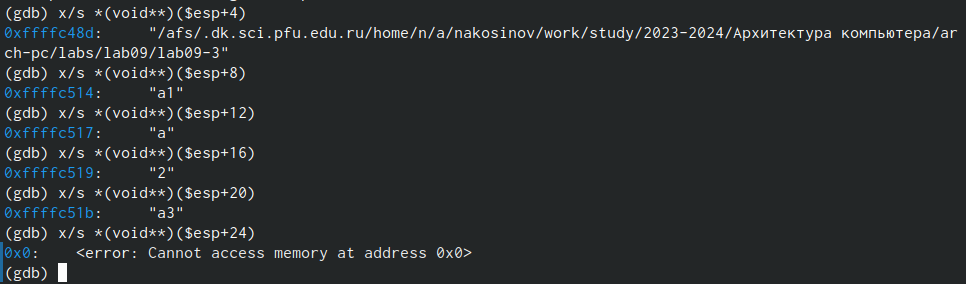 (gdb) x/s *(void**)($esp+4)
0xffffc48d:     "/afs/.dk.sci.pfu.edu.ru/home/n/a/nakosinov/work/study/2023-2024/Архитектура компьютера/ar
ch-pc/labs/lab09/lab09-3"
(gdb) x/s *(void**)($esp+8)
0xffffc514:     "a1"
(gdb) x/s *(void**)($esp+12)
0xffffc517:     "a"
(gdb) x/s *(void**)($esp+16)
0xffffc519:     "2"
(gdb) x/s *(void**)($esp+20)
0xffffc51b:     "a3"
(gdb) x/s *(void**)($esp+24)
0x0:    <error: Cannot access memory at address 0x0>
(gdb)